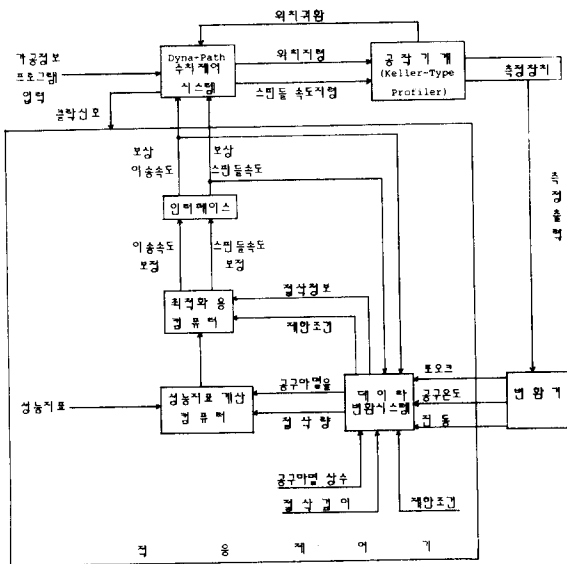 위치귀환
가공정보
프로그램
입력
Dyna-Path
수치제어
시스템
위치지령
스핀들 속도지령
공작기계
(Keller-Type
Profiler)
측정장치
클락신호
보상
이송속도
보상
스핀들속도
인터페이스
측정출력
이송속도
보정
스핀들속도
보정
최적화용
컴퓨터
절삭정보
제한조건
성능지표
성능지표 계산
컴퓨터
공구마멸율
절삭량
데이타
변환시스템
토오크
공구온도
진동
변환기
공구마멸 상수
절삭깊이
제한조건
적응제어기